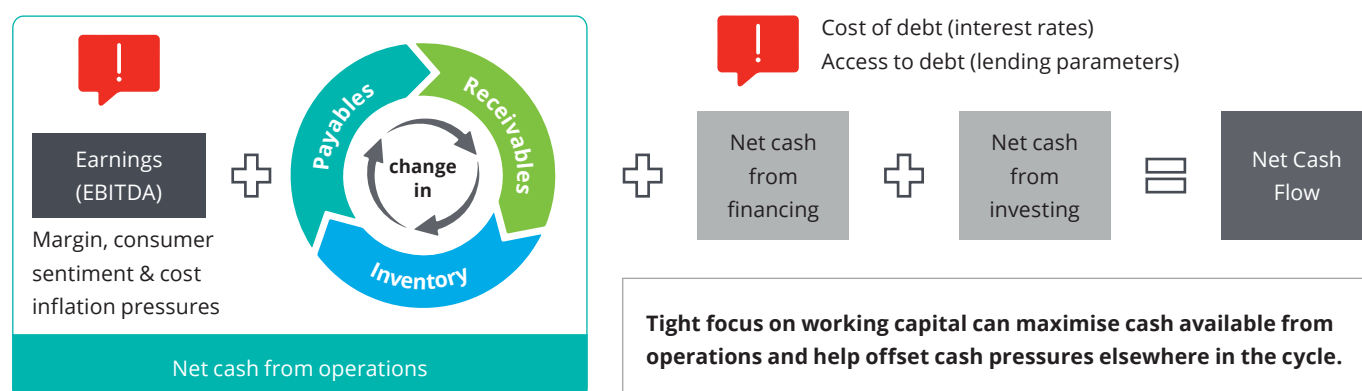 !
Earnings
(EBITDA)
Margin, consumer
sentiment & cost
inflation pressures
Payables
Receivables
Inventory
change
in
Net cash from operations
!
Cost of debt (interest rates)
Access to debt (lending parameters)
Net cash
from
financing
Net cash
from
investing
Net Cash
Flow
Tight focus on working capital can maximise cash available from
operations and help offset cash pressures elsewhere in the cycle.